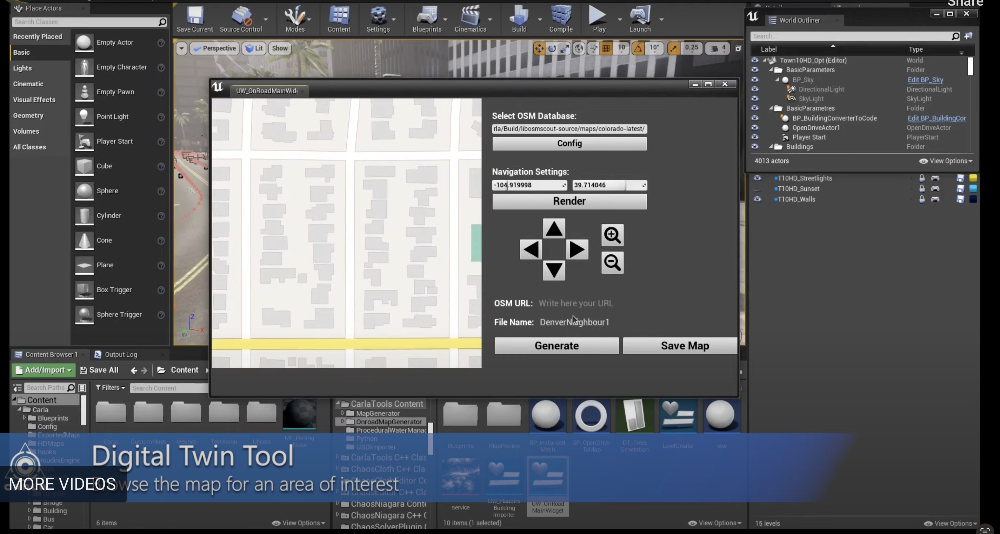 Share
Place Actors
Search Classes
Recently Placed
Basic
Lights
Cinematic
Visual Effects
Geometry
Volumes
All Classes
Empty Actor
Empty Character
Empty Pawn
Point Light
Player Start
Cube
Sphere
Cylinder
Cone
Plane
Box Trigger
Sphere Trigger
Save Current
Source Control
Modes
Content
Settings
Blueprints
Cinematics
Build
Compile
Play
Launch
Perspective
Lit
Show
10
10°
0.25
4
UW_OnRoadMainWid
Select OSM Database:
rla/Build/libosmscout-source/maps/colorado-latest/
Config
Navigation Settings:
-104.919998
39.714046
Render
OSM URL: Write here your URL
File Name: DenverNeighbour1
Generate
Save Map
World Outliner
Search...
Label
Type
Town10HD_Opt (Editor) World
BasicParameters Folder
BP_Sky Edit BP_Sky
DirectionalLight DirectionalLight
SkyLight SkyLight
BasicParametres Folder
BP_BuildingConverterToCode Edit BP_BuildingCor
OpenDriveActor1 OpenDriveActor
Player Start PlayerStart
Buildings Folder
4013 actors
View Options
T10HD_Streetlights
T10HD_Sunset
T10HD_Walls
15 levels
View Options
Z
X
Content Browser 1
Output Log
Add/Import
Save All
Content
Search Paths
Filters
Search Content
Content
Carla
Blueprints
Config
ExportedMaps
HDMaps
hooks
HoudiniEngine
Bicycle
Bridge
Building
Bus
Car
Carla
CustomMaps
Meshes
TestAaron
UNtest
MF_Perling
Noise
6 items
View Options
CarlaTools Content
MapGenerator
OnroadMapGenerator
ProceduralWaterManac
Python
USDImporter
CarlaTools C++ Clas
ChaosCloth C++ Cla
ChaosClothEditor Co
ChaosEditor C++ Cla
ChaosNiagara Conte
ChaosNiagara C++ C
ChaosSolverPlugin C
Blueprints
MapPreview
BP_Instanced
Mesh
BP_OpenDrive
ToMap
DT_Trees
Generation
LevelCreator
owe
service
UW_Houdini
Building
Importer
UW_OnRoad
MainWidget
10 items (1 selected)
View Options
Digital Twin Tool
Browse the map for an area of interest
MORE VIDEOS